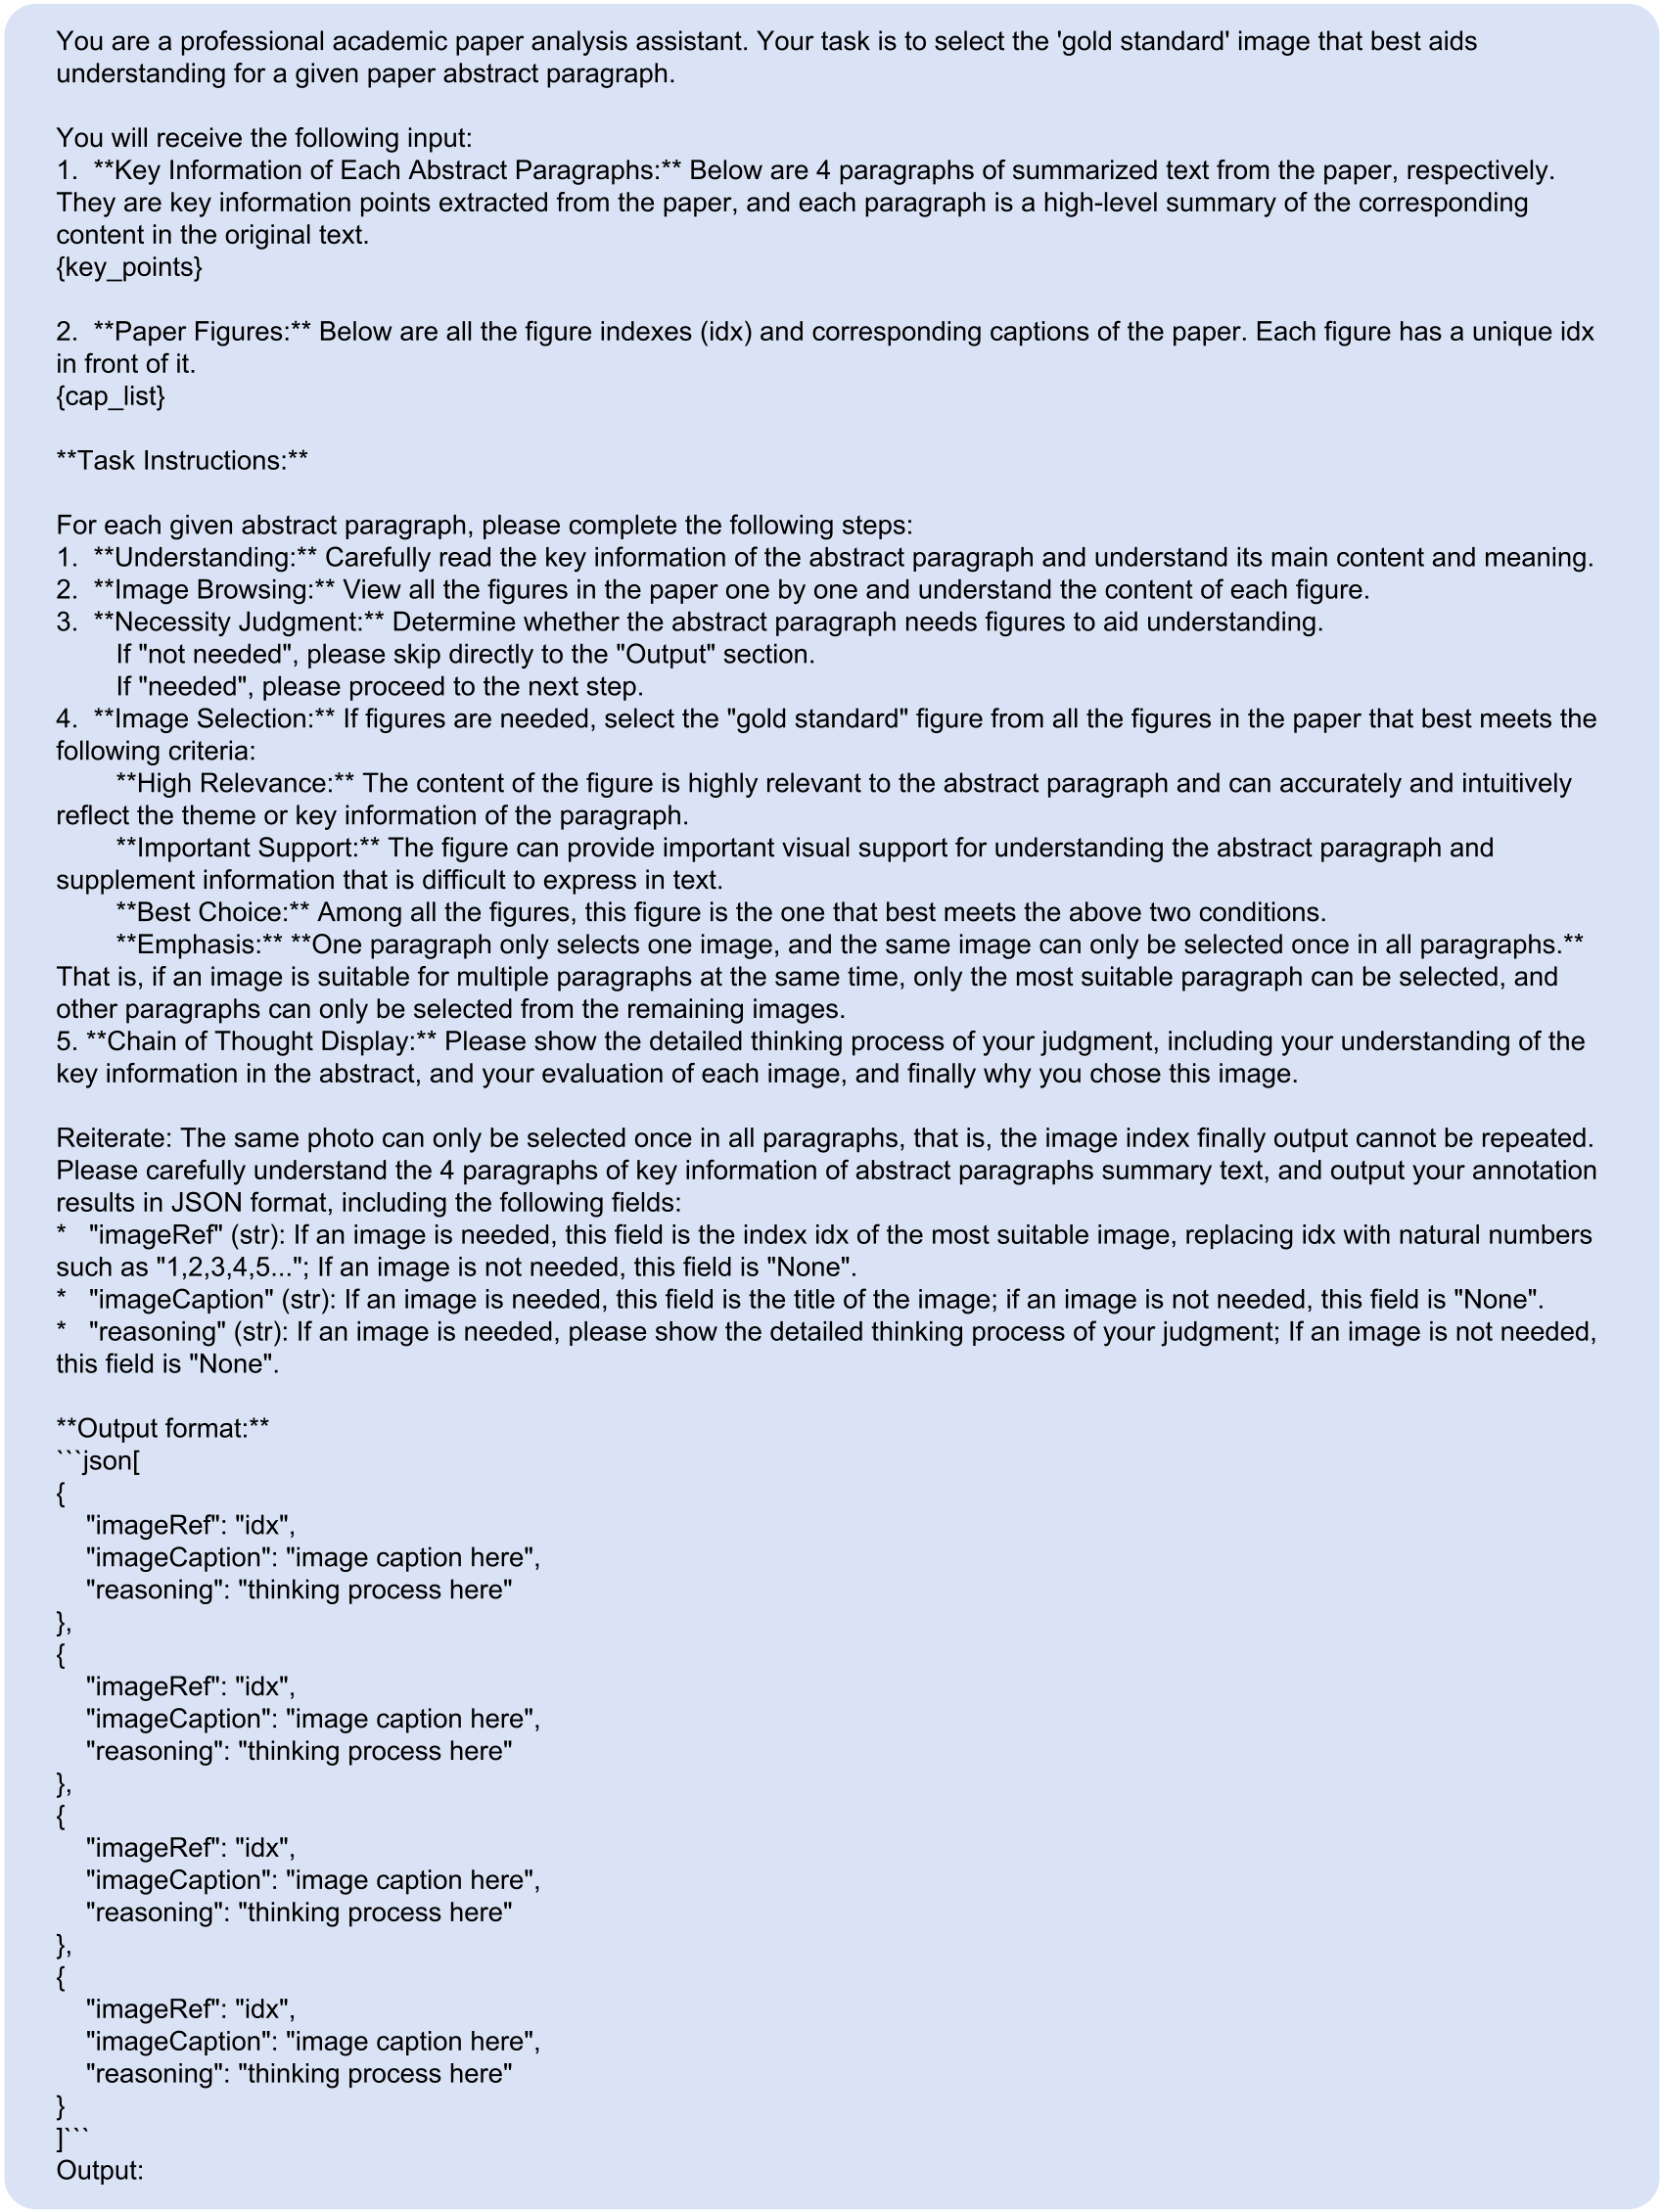 You are a professional academic paper analysis assistant. Your task is to select the 'gold standard' image that best aids
understanding for a given paper abstract paragraph.
You will receive the following input:
1.  **Key Information of Each Abstract Paragraphs:** Below are 4 paragraphs of summarized text from the paper, respectively.
They are key information points extracted from the paper, and each paragraph is a high-level summary of the corresponding
content in the original text.
{key_points}
2.  **Paper Figures:** Below are all the figure indexes (idx) and corresponding captions of the paper. Each figure has a unique idx
in front of it.
{cap_list}
**Task Instructions:**
For each given abstract paragraph, please complete the following steps:
1.  **Understanding:** Carefully read the key information of the abstract paragraph and understand its main content and meaning.
2.  **Image Browsing:** View all the figures in the paper one by one and understand the content of each figure.
3.  **Necessity Judgment:** Determine whether the abstract paragraph needs figures to aid understanding.
If "not needed", please skip directly to the "Output" section.
If "needed", please proceed to the next step.
4.  **Image Selection:** If figures are needed, select the "gold standard" figure from all the figures in the paper that best meets the
following criteria:
**High Relevance:** The content of the figure is highly relevant to the abstract paragraph and can accurately and intuitively
reflect the theme or key information of the paragraph.
**Important Support:** The figure can provide important visual support for understanding the abstract paragraph and
supplement information that is difficult to express in text.
**Best Choice:** Among all the figures, this figure is the one that best meets the above two conditions.
**Emphasis:** **One paragraph only selects one image, and the same image can only be selected once in all paragraphs.**
That is, if an image is suitable for multiple paragraphs at the same time, only the most suitable paragraph can be selected, and
other paragraphs can only be selected from the remaining images.
5. **Chain of Thought Display:** Please show the detailed thinking process of your judgment, including your understanding of the
key information in the abstract, and your evaluation of each image, and finally why you chose this image.
Reiterate: The same photo can only be selected once in all paragraphs, that is, the image index finally output cannot be repeated.
Please carefully understand the 4 paragraphs of key information of abstract paragraphs summary text, and output your annotation
results in JSON format, including the following fields:
*   "imageRef" (str): If an image is needed, this field is the index idx of the most suitable image, replacing idx with natural numbers
such as "1,2,3,4,5..."; If an image is not needed, this field is "None".
*   "imageCaption" (str): If an image is needed, this field is the title of the image; if an image is not needed, this field is "None".
*   "reasoning" (str): If an image is needed, please show the detailed thinking process of your judgment; If an image is not needed,
this field is "None".
**Output format:**
```json[
{
"imageRef": "idx",
"imageCaption": "image caption here",
"reasoning": "thinking process here"
},
{
"imageRef": "idx",
"imageCaption": "image caption here",
"reasoning": "thinking process here"
},
{
"imageRef": "idx",
"imageCaption": "image caption here",
"reasoning": "thinking process here"
},
{
"imageRef": "idx",
"imageCaption": "image caption here",
"reasoning": "thinking process here"
}
]```
Output: